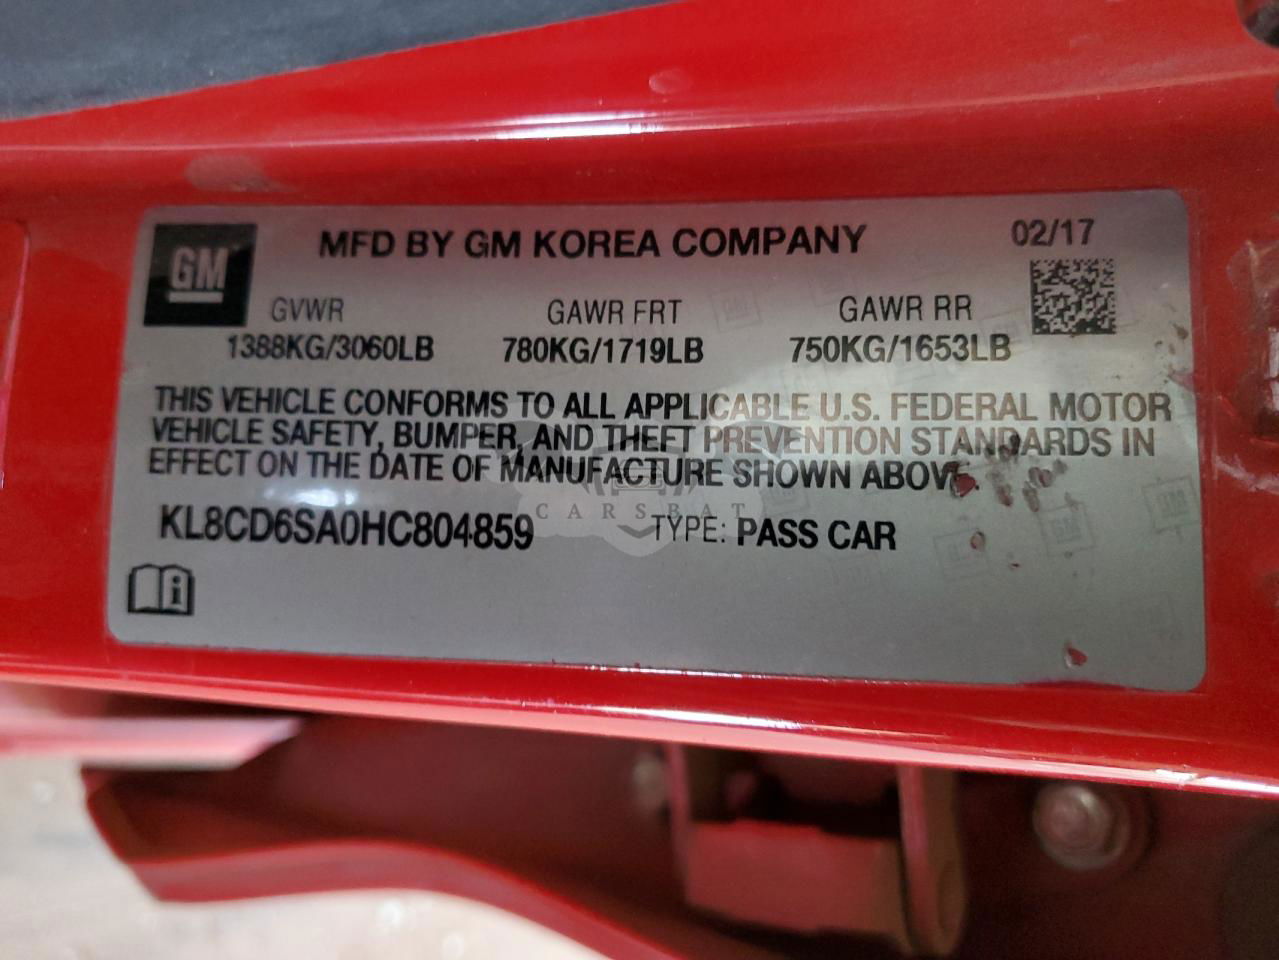 GM
MFD BY GM KOREA COMPANY
02/17
GVWR GAWR FRT GAWR RR
1388KG/3060LB 780KG/1719LB 750KG/1653LB
THIS VEHICLE CONFORMS TO ALL APPLICABLE U.S. FEDERAL MOTOR
VEHICLE SAFETY, BUMPER, AND THEFT PREVENTION STANDARDS IN
EFFECT ON THE DATE OF MANUFACTURE SHOWN ABOVE.
KL8CD6SA0HC804859 TYPE: PASS CAR
CARSBAT
i